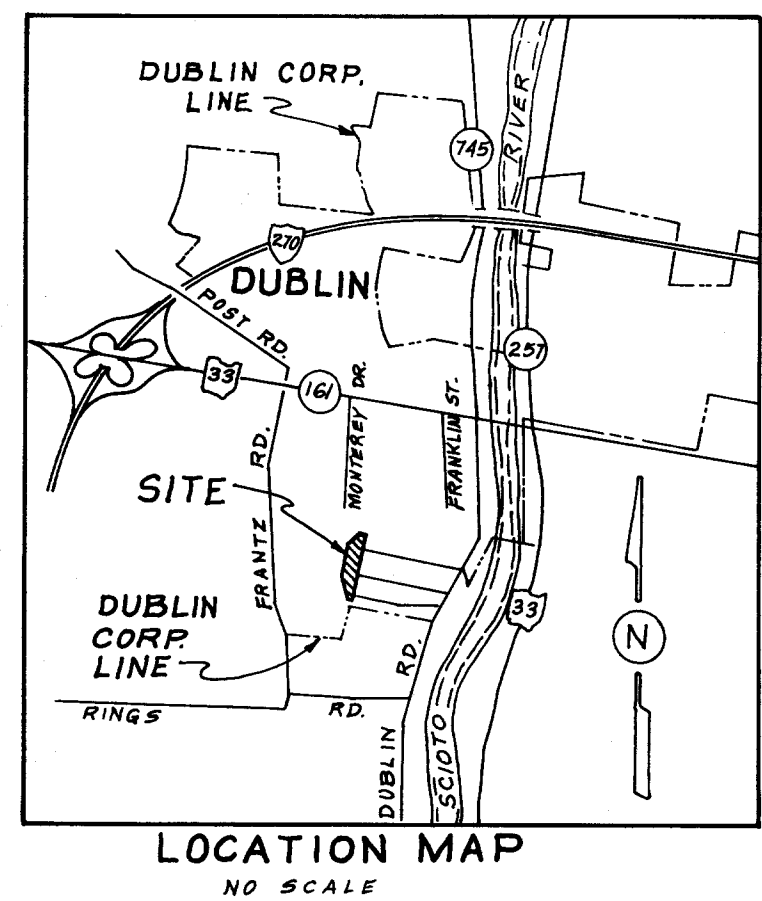 DUBLIN CORP.
LINE
745
RIVER
270
DUBLIN
POST RD.
257
33
161
MONTEREY DR.
FRANKLIN ST.
SITE
FRANTZ RD.
DUBLIN
CORP.
LINE
33
N
RINGS RD.
DUBLIN RD.
SCIOTO
LOCATION MAP
NO SCALE